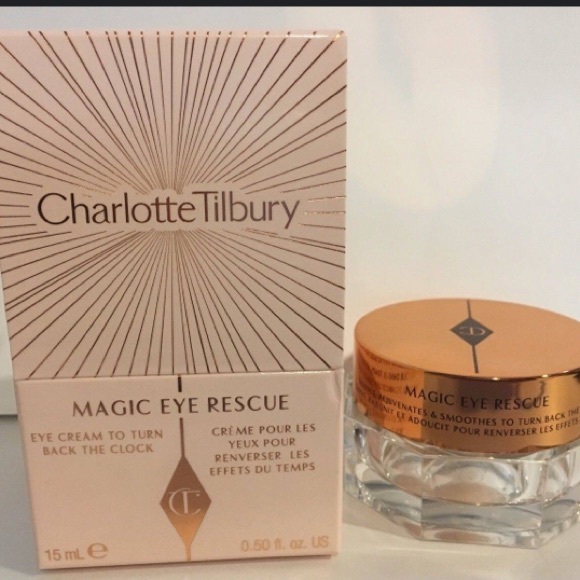 CharlotteTilbury
MAGIC EYE RESCUE
EYE CREAM TO TURN
BACK THE CLOCK
CRÈME POUR LES
YEUX POUR
RENVERSER LES
EFFETS DU TEMPS
CT
15 mL e
0.50 fl. oz. US
MAGIC EYE RESCUE
REJUVENATES & SMOOTHES TO TURN BACK THE
ET ADOUCIT POUR RENVERSER LES EFFETS